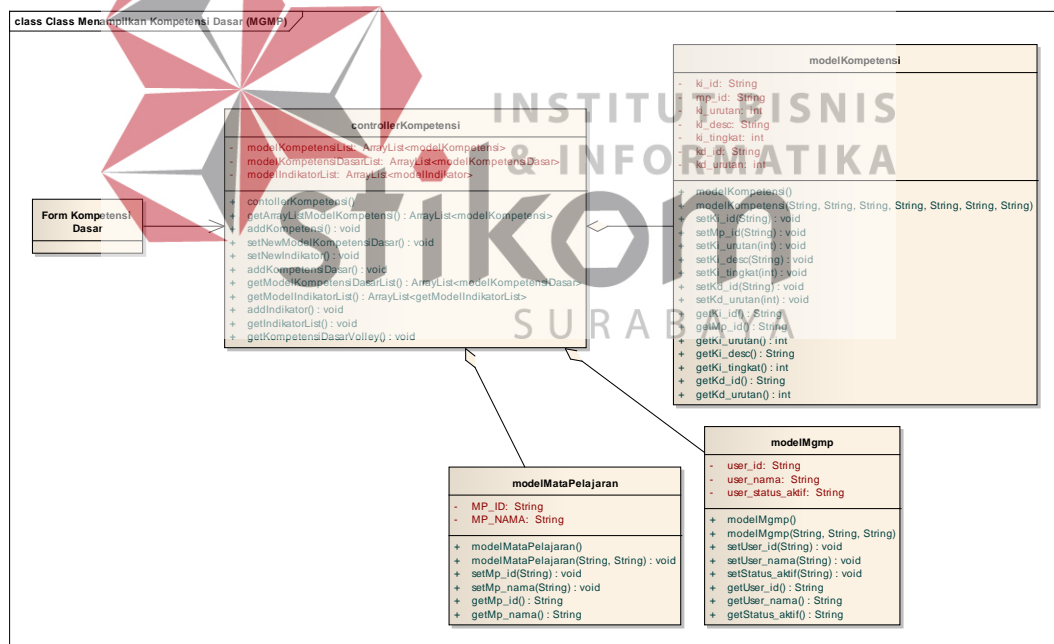 class Class Menampilkan Kompetensi Dasar (MGMP)
INSTITUT BISNIS
& INFORMATIKA
stikom
SURABAYA
Form Kompetensi
Dasar
controllerKompetensi
- modelKompetensiList: ArrayList<modelKompetensi>
- modelKompetensiDasarList: ArrayList<modelKompetensiDasar>
- modelIndikatorList: ArrayList<modelIndikator>
+ contollerKompetensi()
+ getArrayListModelKompetensi() : ArrayList<modelKompetensi>
+ addKompetensi() : void
+ setNewModelKompetensiDasar() : void
+ setNewIndikator() : void
+ addKompetensiDasar() : void
+ getModelKompetensiDasarList() : ArrayList<modelKompetensiDasar>
+ getModelIndikatorList() : ArrayList<getModelIndikatorList>
+ addIndikator() : void
+ getIndikatorList() : void
+ getKompetensiDasarVolley() : void
modelKompetensi
- ki_id: String
- mp_id: String
- ki_urutan: int
- ki_desc: String
- ki_tingkat: int
- kd_id: String
- kd_urutan: int
+ modelKompetensi()
+ modelKompetensi(String, String, String, String, String, String, String)
+ setKi_id(String) : void
+ setMp_id(String) : void
+ setKi_urutan(int) : void
+ setKi_desc(String) : void
+ setKi_tingkat(int) : void
+ setKd_id(String) : void
+ setKd_urutan(int) : void
+ getKi_id() : String
+ getMp_id() : String
+ getKi_urutan() : int
+ getKi_desc() : String
+ getKi_tingkat() : int
+ getKd_id() : String
+ getKd_urutan() : int
modelMataPelajaran
- MP_ID: String
- MP_NAMA: String
+ modelMataPelajaran()
+ modelMataPelajaran(String, String) : void
+ setMp_id(String) : void
+ setMp_nama(String) : void
+ getMp_id() : String
+ getMp_nama() : String
modelMgmp
- user_id: String
- user_nama: String
- user_status_aktif: String
+ modelMgmp()
+ modelMgmp(String, String, String)
+ setUser_id(String) : void
+ setUser_nama(String) : void
+ setStatus_aktif(String) : void
+ getUser_id() : String
+ getUser_nama() : String
+ getStatus_aktif() : String